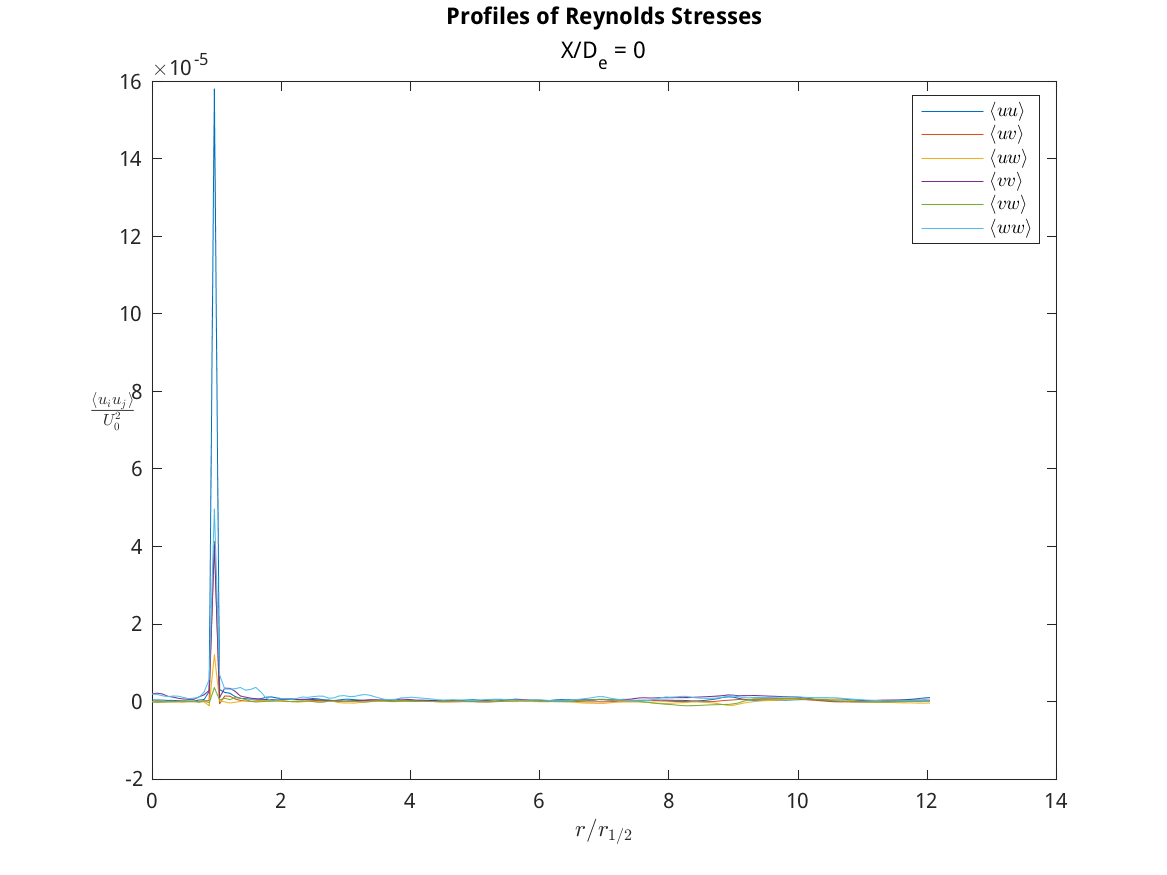 Profiles of Reynolds Stresses
X/D_e = 0
×10^-5
16
14
12
10
8
6
4
2
0
-2
⟨u_i u_j⟩ / U_0^2
⟨uu⟩
⟨uv⟩
⟨uw⟩
⟨vv⟩
⟨vw⟩
⟨ww⟩
0 2 4 6 8 10 12 14
r/r_{1/2}